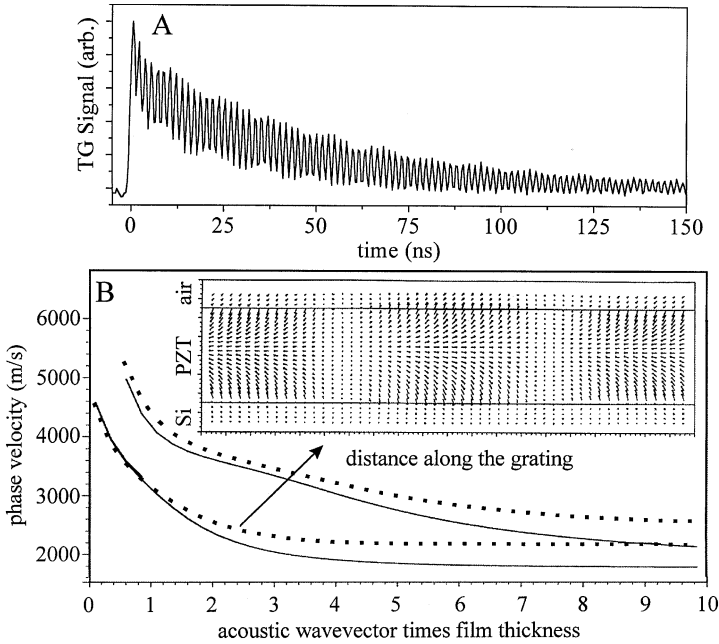 A
TG Signal (arb.)
0 25 50 75 100 125 150
time (ns)
B
air
PZT
Si
distance along the grating
6000
5000
4000
3000
2000
phase velocity (m/s)
0 1 2 3 4 5 6 7 8 9 10
acoustic wavevector times film thickness